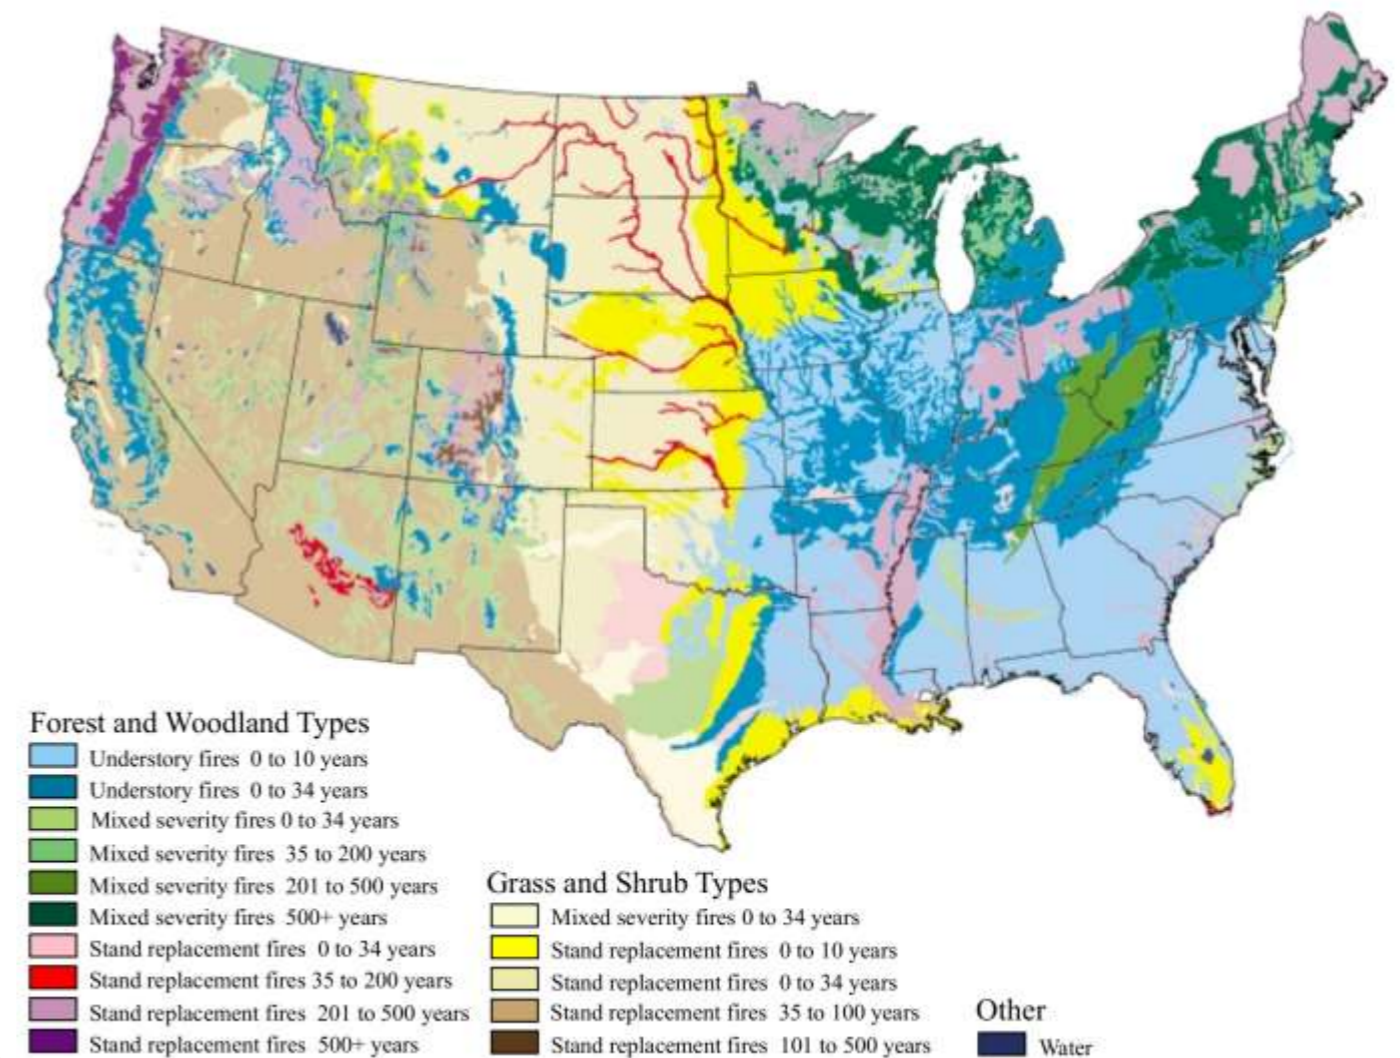 Forest and Woodland Types
Understory fires 0 to 10 years
Understory fires 0 to 34 years
Mixed severity fires 0 to 34 years
Mixed severity fires 35 to 200 years
Mixed severity fires 201 to 500 years
Mixed severity fires 500+ years
Stand replacement fires 0 to 34 years
Stand replacement fires 35 to 200 years
Stand replacement fires 201 to 500 years
Stand replacement fires 500+ years
Grass and Shrub Types
Mixed severity fires 0 to 34 years
Stand replacement fires 0 to 10 years
Stand replacement fires 0 to 34 years
Stand replacement fires 35 to 100 years
Stand replacement fires 101 to 500 years
Other
Water